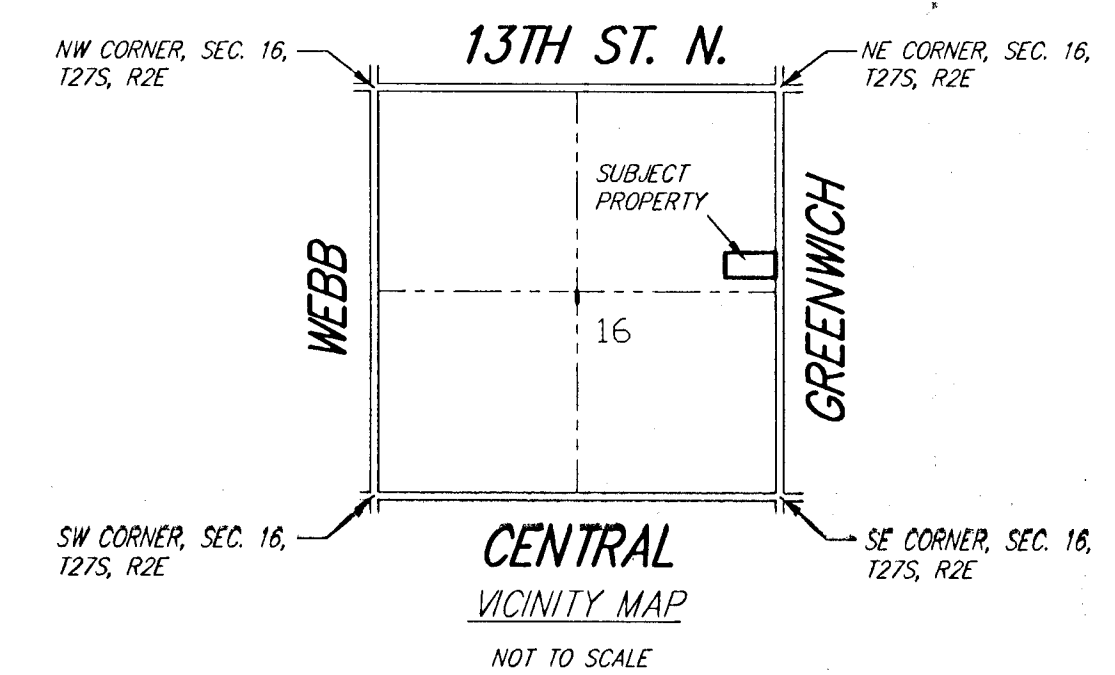 13TH ST. N.
NW CORNER, SEC. 16,
T27S, R2E
NE CORNER, SEC. 16,
T27S, R2E
SUBJECT
PROPERTY
WEBB
GREENWICH
16
SW CORNER, SEC. 16,
T27S, R2E
SE CORNER, SEC. 16,
T27S, R2E
CENTRAL
VICINITY MAP
NOT TO SCALE